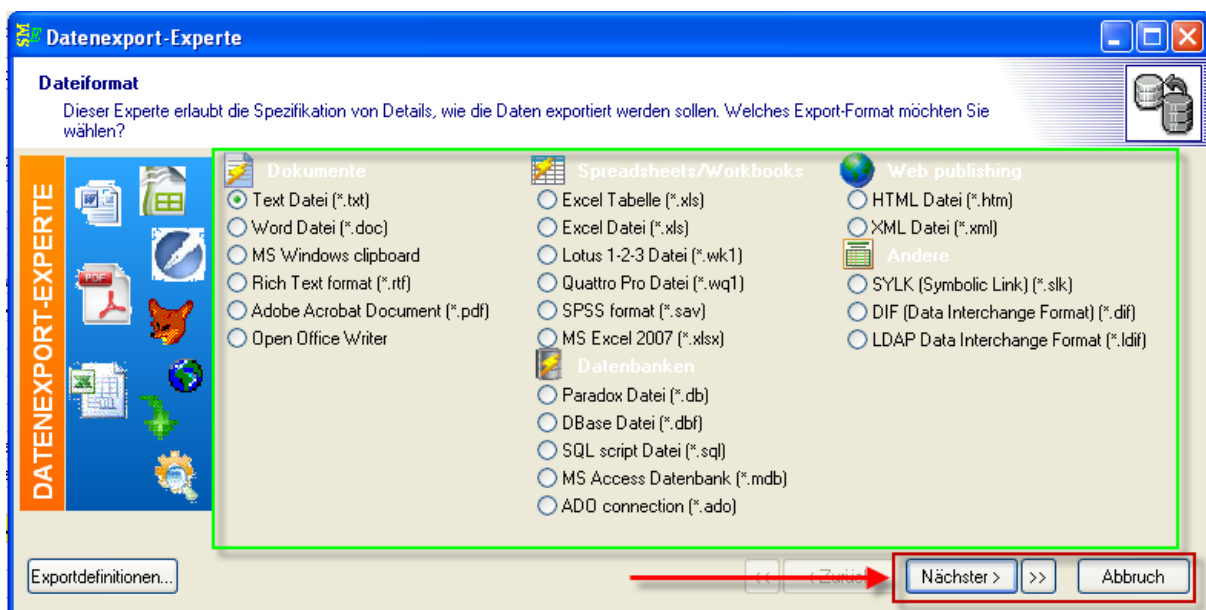 Datenexport-Experte
Dateiformat
Dieser Experte erlaubt die Spezifikation von Details, wie die Daten exportiert werden sollen. Welches Export-Format möchten Sie
wählen?
DATENEXPORT-EXPERTE
Dokumente
Text Datei (*.txt)
Word Datei (*.doc)
MS Windows clipboard
Rich Text format (*.rtf)
Adobe Acrobat Document (*.pdf)
Open Office Writer
Spreadsheets/Workbooks
Excel Tabelle (*.xls)
Excel Datei (*.xls)
Lotus 1-2-3 Datei (*.wk1)
Quattro Pro Datei (*.wq1)
SPSS format (*.sav)
MS Excel 2007 (*.xlsx)
Datenbanken
Paradox Datei (*.db)
DBase Datei (*.dbf)
SQL script Datei (*.sql)
MS Access Datenbank (*.mdb)
ADO connection (*.ado)
Web publishing
HTML Datei (*.htm)
XML Datei (*.xml)
Andere
SYLK (Symbolic Link) (*.slk)
DIF (Data Interchange Format) (*.dif)
LDAP Data Interchange Format (*.ldif)
Exportdefinitionen...
<< < Zurück Nächster > >> Abbruch